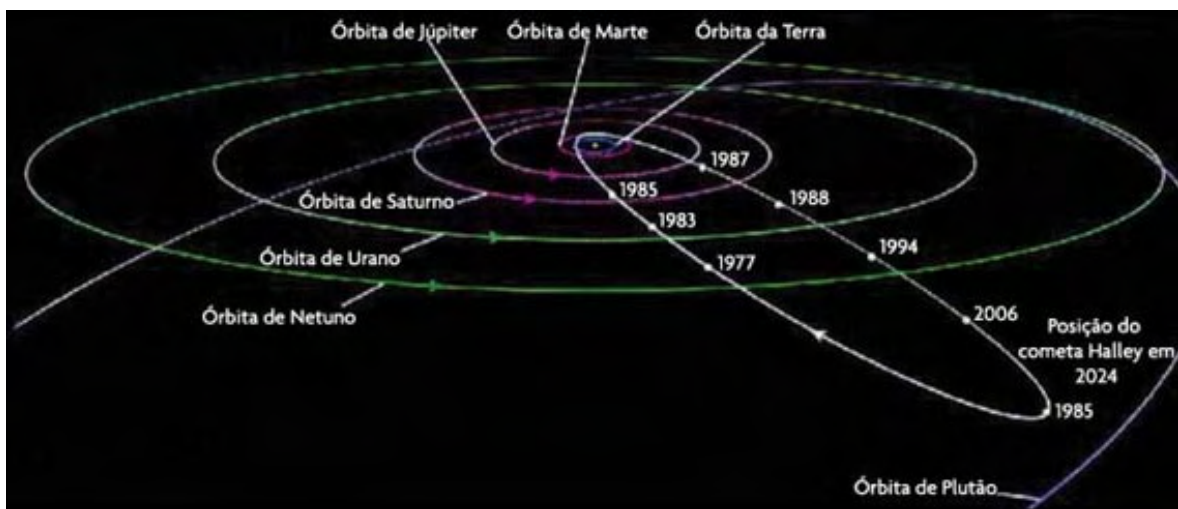 Órbita de Júpiter
Órbita de Marte
Órbita da Terra
1987
1985
1988
Órbita de Saturno
1983
1994
Órbita de Urano
1977
Órbita de Netuno
2006
Posição do
cometa Halley em
2024
1985
Órbita de Plutão